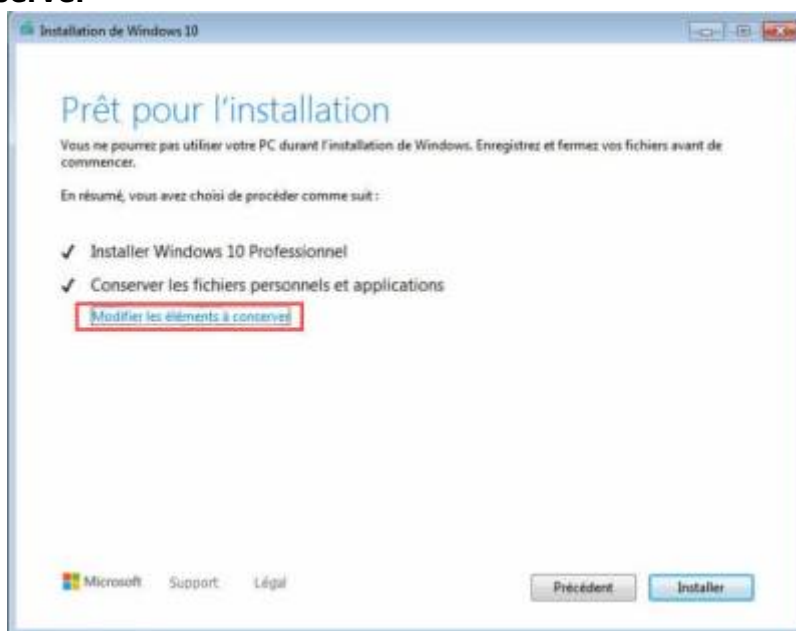 server
Installation de Windows 10
Prêt pour l'installation
Vous ne pourrez pas utiliser votre PC durant l'installation de Windows. Enregistrez et fermez vos fichiers avant de
commencer.
En résumé, vous avez choisi de procéder comme suit :
✓ Installer Windows 10 Professionnel
✓ Conserver les fichiers personnels et applications
Modifier les éléments à conserver
Microsoft Support Légal Précédent Installer